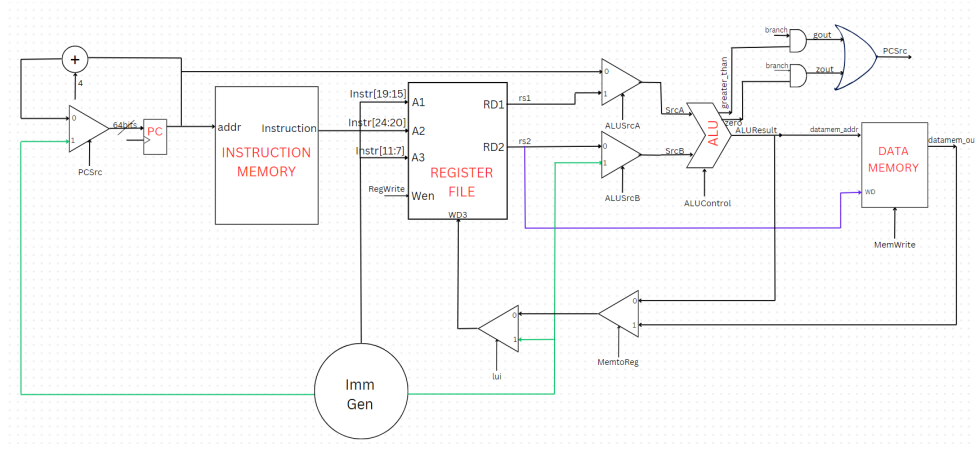 +
4
0
1
PCSrc
64bits
PC
addr
Instruction
INSTRUCTION
MEMORY
Instr[19:15]
Instr[24:20]
Instr[11:7]
RegWrite
A1
A2
A3
Wen
RD1
RD2
REGISTER
FILE
WD3
rs1
rs2
0
1
ALUSrcA
0
1
ALUSrcB
SrcA
SrcB
ALU
ALUControl
greater_than
zero
ALUResult
branch
gout
branch
zout
PCSrc
datamem_addr
datamem_ou
DATA
MEMORY
WD
MemWrite
0
1
MemtoReg
0
1
lui
Imm
Gen